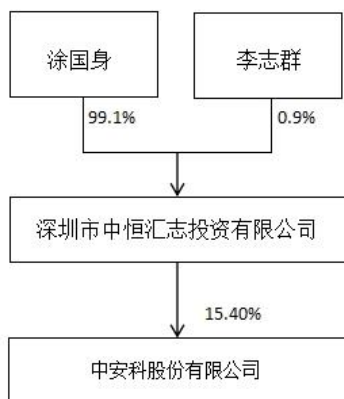 涂国身
李志群
99.1%
0.9%
深圳市中恒汇志投资有限公司
15.40%
中安科股份有限公司